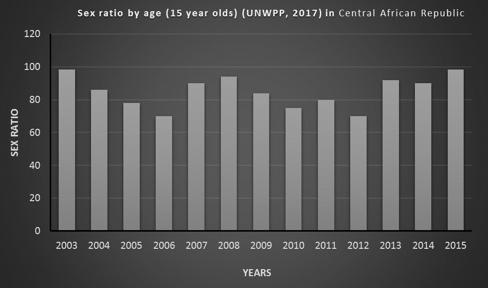 Sex ratio by age (15 year olds) (UNWPP, 2017) in Central African Republic
120
100
80
60
40
20
0
SEX RATIO
2003 2004 2005 2006 2007 2008 2009 2010 2011 2012 2013 2014 2015
YEARS